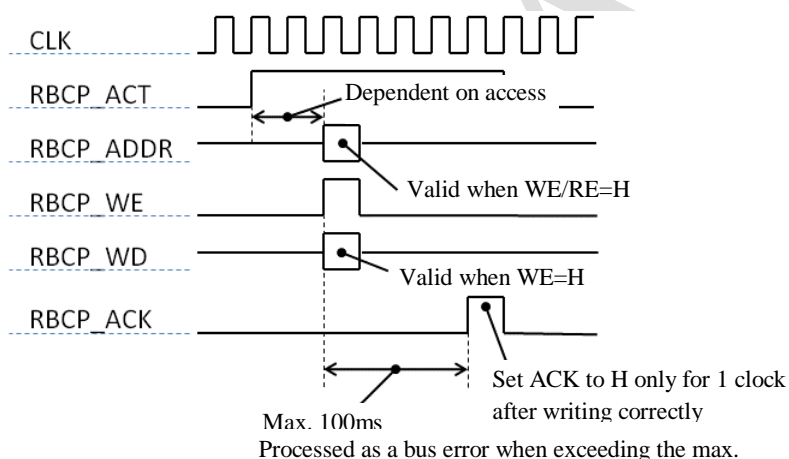 CLK
RBCP_ACT
Dependent on access
RBCP_ADDR
Valid when WE/RE=H
RBCP_WE
RBCP_WD
Valid when WE=H
RBCP_ACK
Set ACK to H only for 1 clock
after writing correctly
Max. 100ms
Processed as a bus error when exceeding the max.